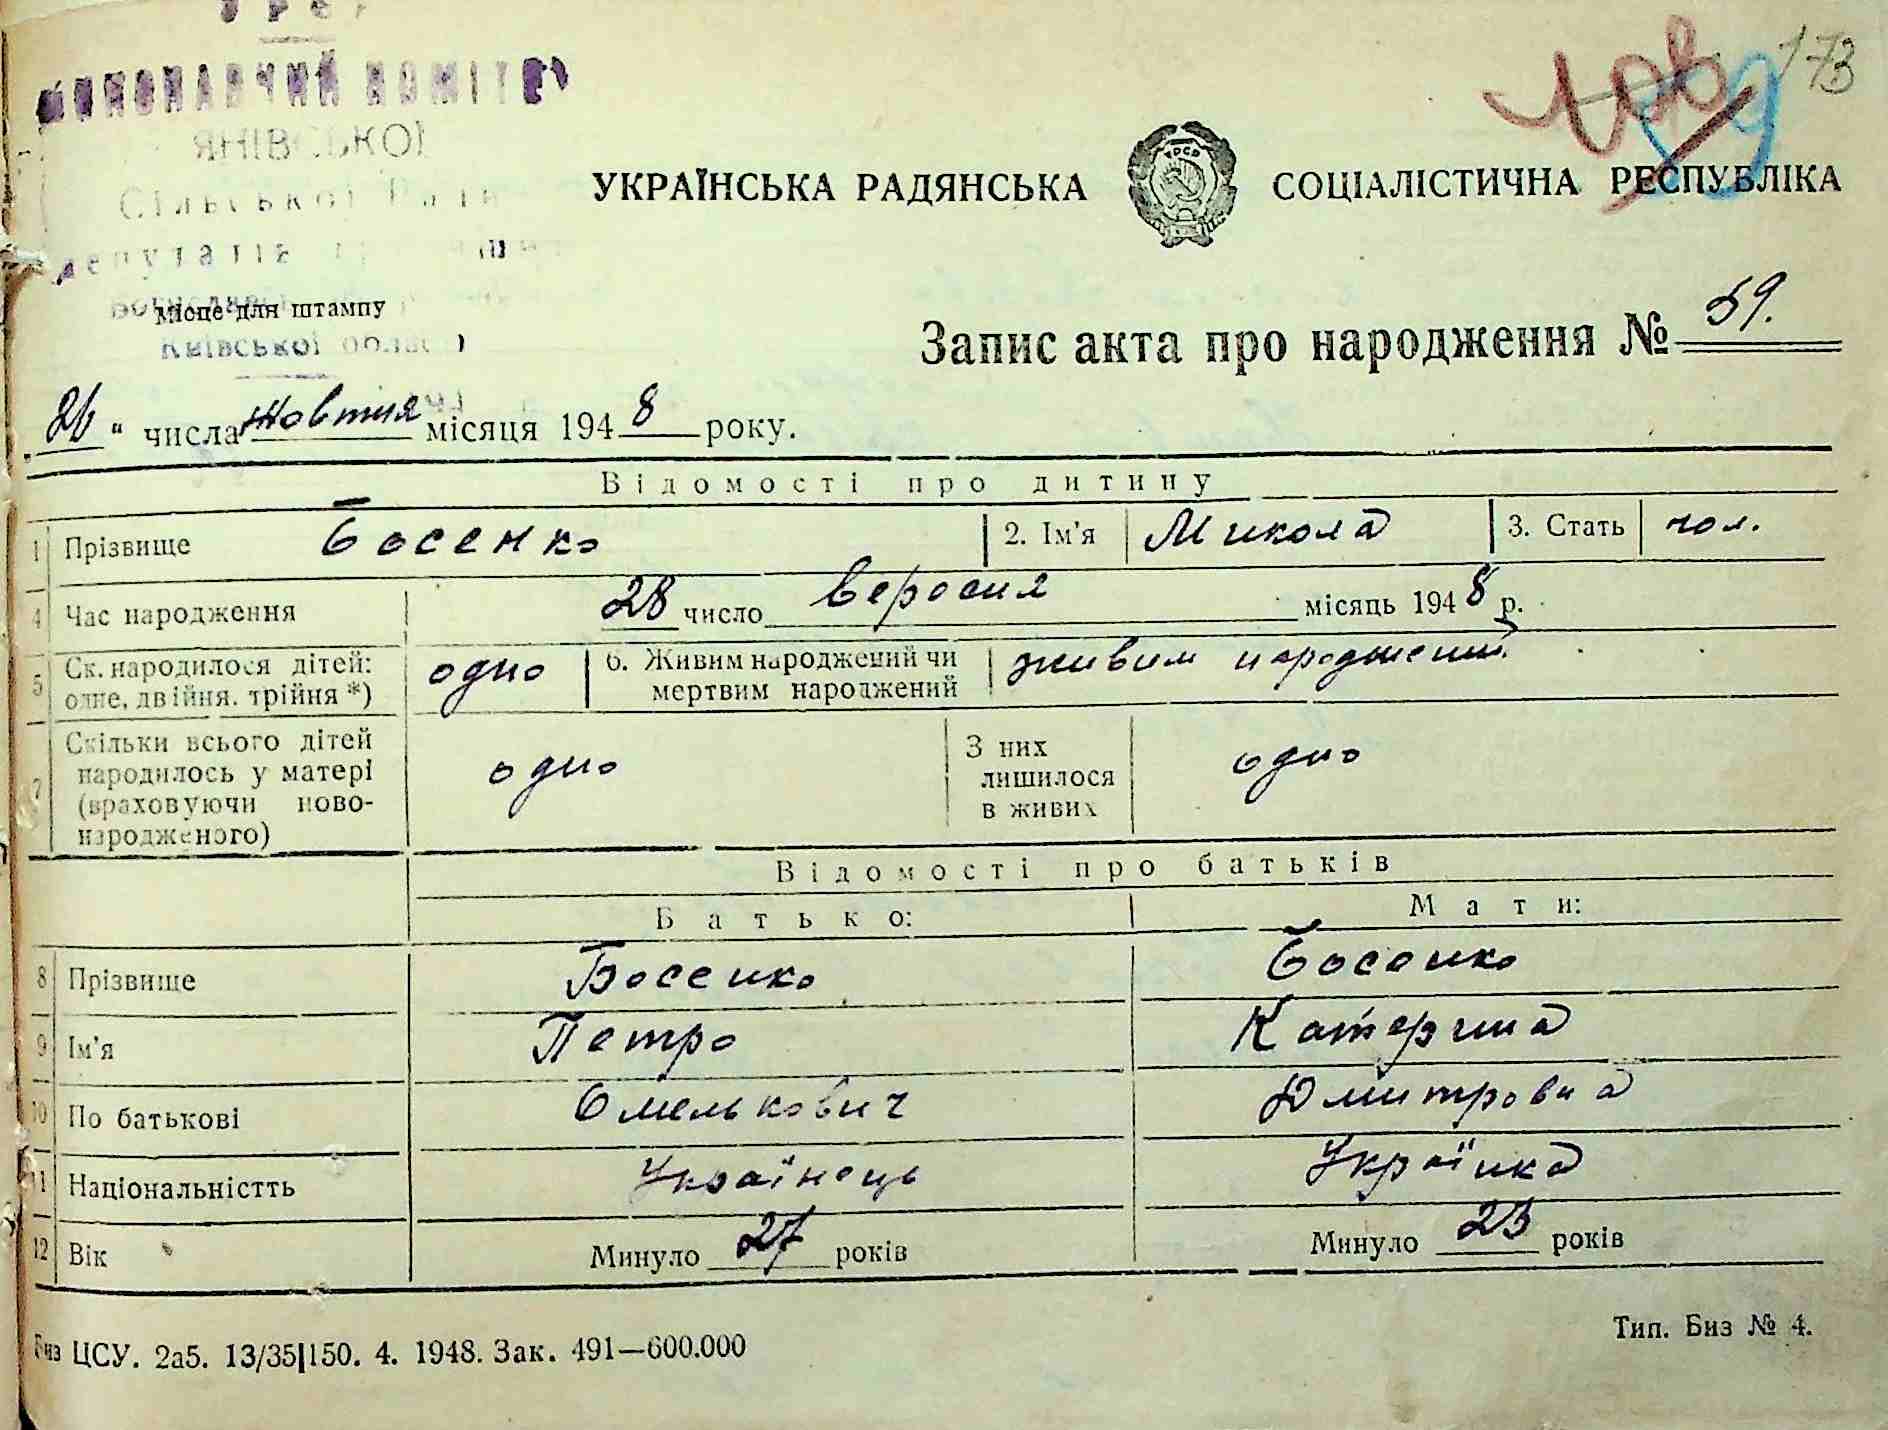 УРСР
ВИКОНАВЧИЙ КОМІТЕТ
ЯНІВСЬКОЇ
Сільської Ради
депутатів
Місце для штампу
Київської області
173
УКРАЇНСЬКА РАДЯНСЬКА СОЦІАЛІСТИЧНА РЕСПУБЛІКА
Запис акта про народження № 59.
26 " числа жовтня місяця 1948 року.
Відомості про дитину
1 Прізвище Босенко 2. Ім'я Микола 3. Стать чол.
4 Час народження 28 число вересня місяць 1948 р.
5 Ск. народилося дітей: одне, двійня, трійня *) одно 6. Живим народжений чи мертвим народжений живим народжений
7 Скільки всього дітей народилось у матері (враховуючи ново-народженого) одно З них лишилося в живих одно
Відомості про батьків
Батько: Мати:
8 Прізвище Босенко Босенко
9 Ім'я Петро Катерина
10 По батькові Омелькович Дмитровна
11 Національністть Українець Українка
12 Вік Минуло 27 років Минуло 23 років
Биз ЦСУ. 2а5. 13/35|150. 4. 1948. Зак. 491—600.000
Тип. Биз № 4.